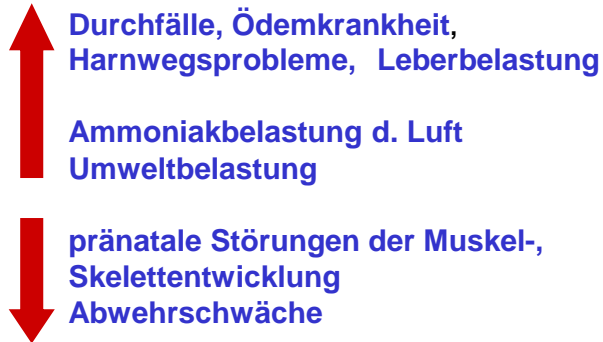 Durchfälle, Ödemkrankheit,
Harnwegsprobleme, Leberbelastung
Ammoniakbelastung d. Luft
Umweltbelastung
pränatale Störungen der Muskel-,
Skelettentwicklung
Abwehrschwäche